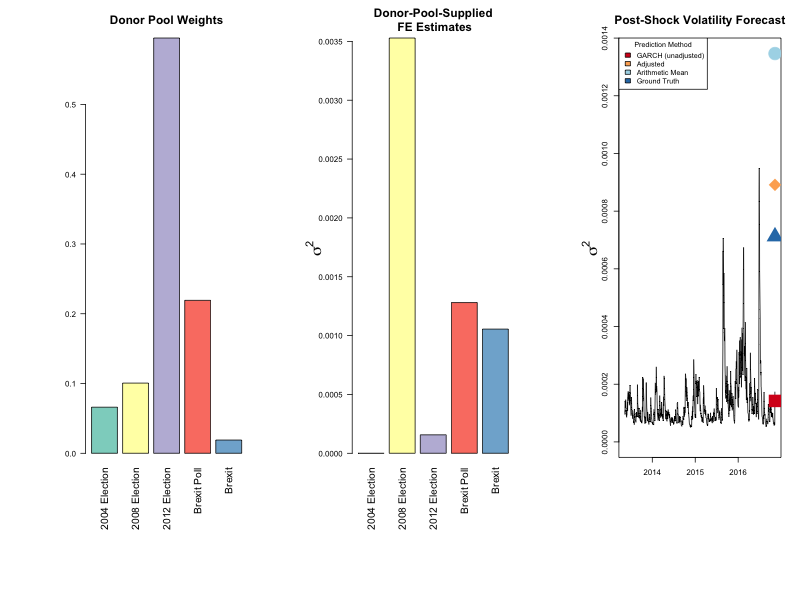 Donor Pool Weights
0.5
0.4
0.3
0.2
0.1
0.0
2004 Election
2008 Election
2012 Election
Brexit Poll
Brexit
Donor-Pool-Supplied
FE Estimates
σ²
0.0035
0.0030
0.0025
0.0020
0.0015
0.0010
0.0005
0.0000
2004 Election
2008 Election
2012 Election
Brexit Poll
Brexit
Post-Shock Volatility Forecast
σ²
0.0014
0.0012
0.0010
0.0008
0.0006
0.0004
0.0002
0.0000
Prediction Method
GARCH (unadjusted)
Adjusted
Arithmetic Mean
Ground Truth
2014
2015
2016